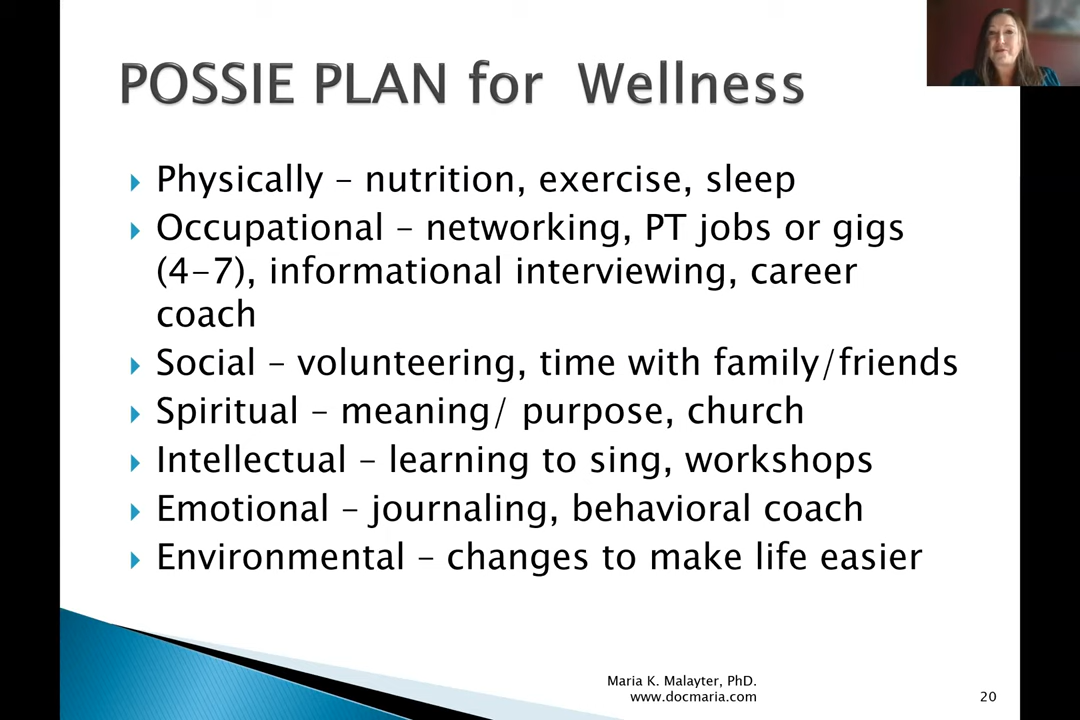 POSSIE PLAN for Wellness
Physically – nutrition, exercise, sleep
Occupational – networking, PT jobs or gigs
(4-7), informational interviewing, career
coach
Social – volunteering, time with family/friends
Spiritual – meaning/ purpose, church
Intellectual – learning to sing, workshops
Emotional – journaling, behavioral coach
Environmental – changes to make life easier
Maria K. Malayter, PhD.
www.docmaria.com
20